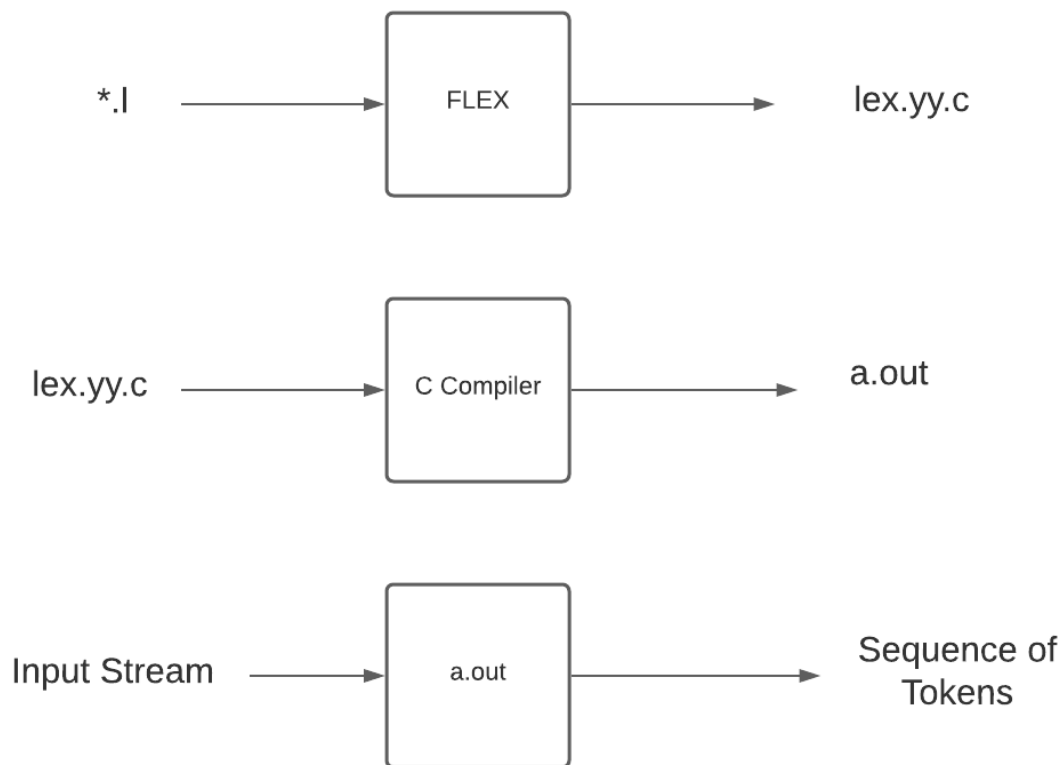 *.l
FLEX
lex.yy.c
lex.yy.c
C Compiler
a.out
Input Stream
a.out
Sequence of
Tokens